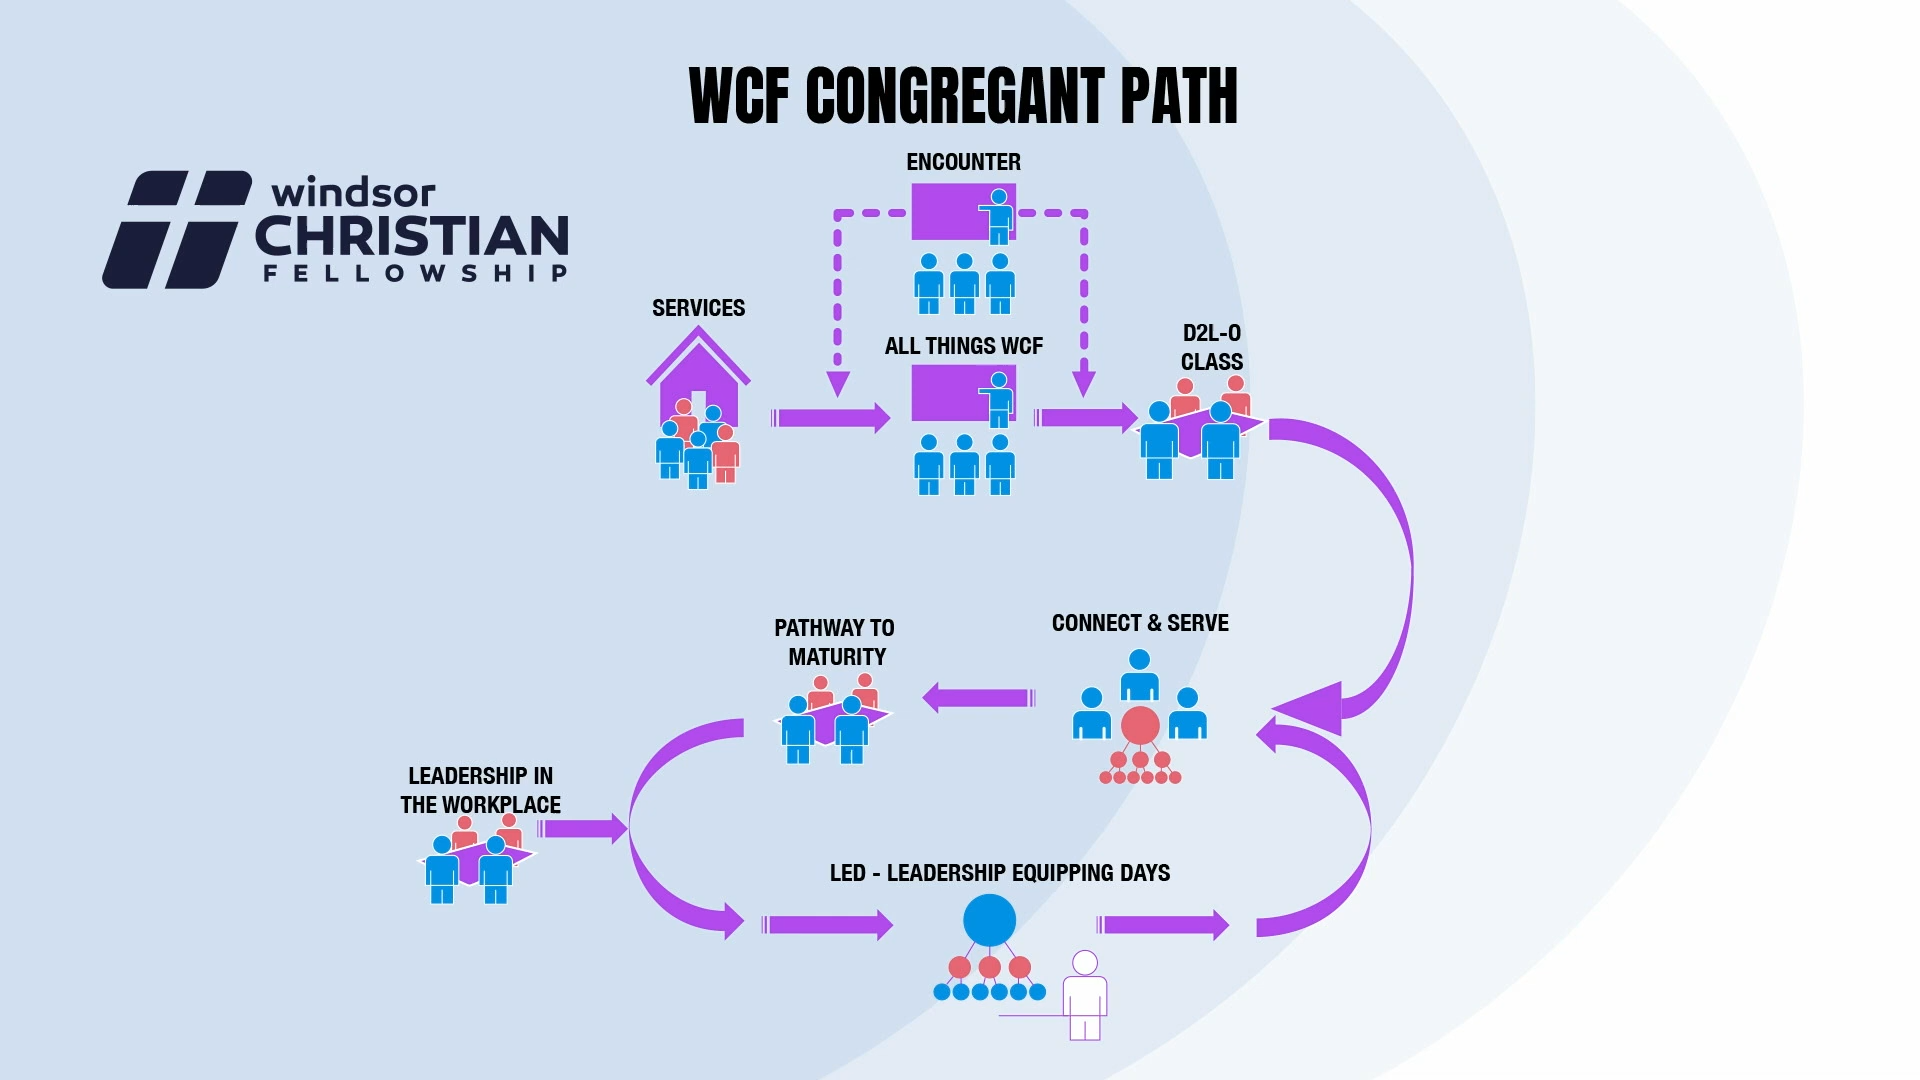 WCF CONGREGANT PATH
windsor
CHRISTIAN
FELLOWSHIP
ENCOUNTER
SERVICES
ALL THINGS WCF
D2L-O
CLASS
PATHWAY TO
MATURITY
CONNECT & SERVE
LEADERSHIP IN
THE WORKPLACE
LED - LEADERSHIP EQUIPPING DAYS